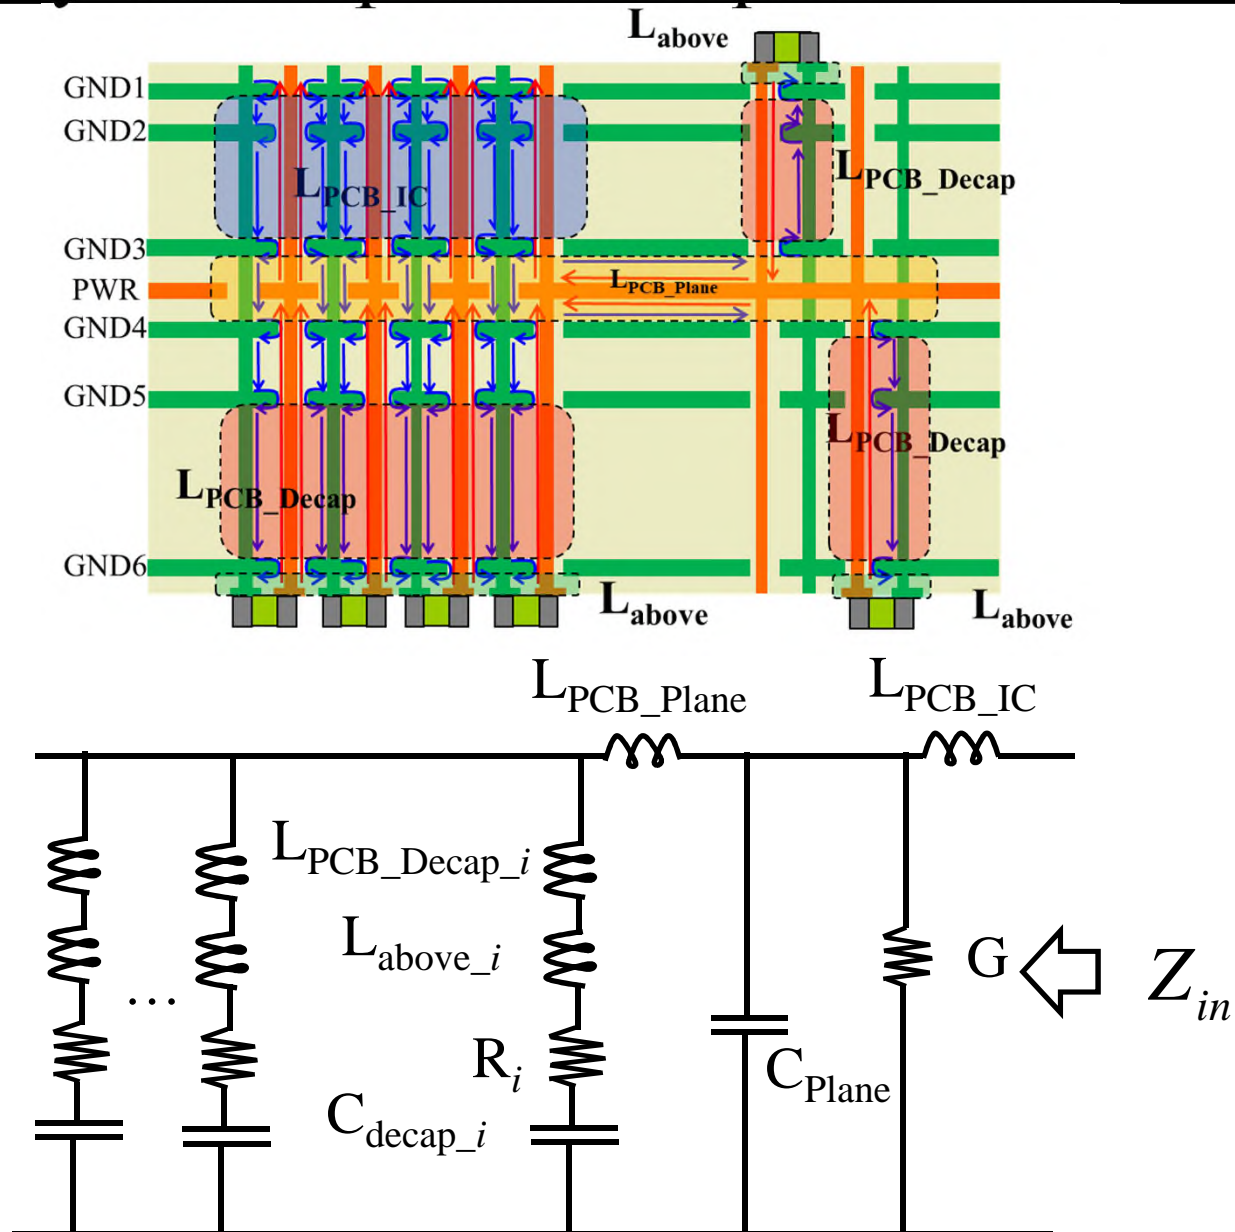 L_above
GND1
GND2
L_PCB_Decap
L_PCB_IC
GND3
L_PCB_Plane
PWR
GND4
GND5
L_PCB_Decap
L_PCB_Decap
GND6
L_above
L_above
L_PCB_Plane
L_PCB_IC
L_PCB_Decap_i
L_above_i
G
Z_in
...
R_i
C_Plane
C_decap_i